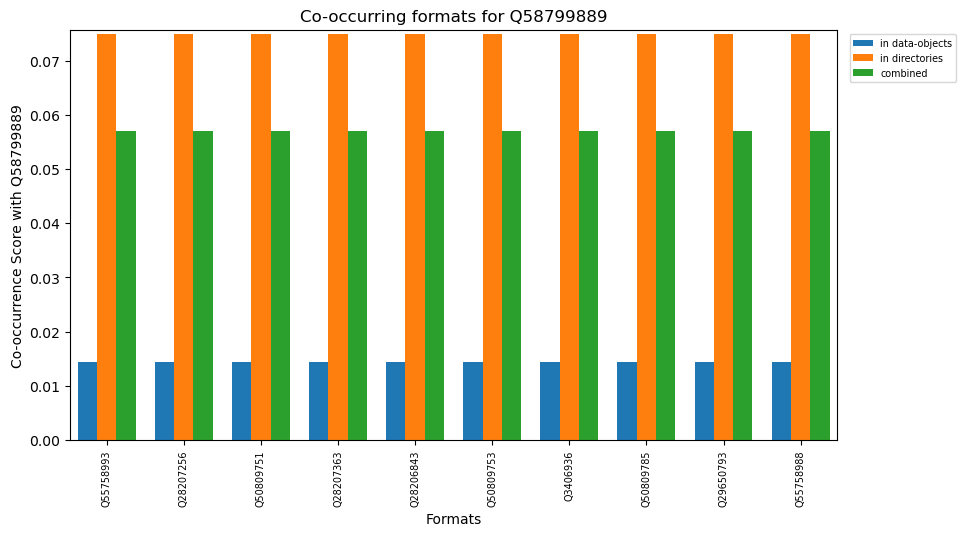 Co-occurring formats for Q58799889
in data-objects
in directories
combined
Co-occurrence Score with Q58799889
0.07
0.06
0.05
0.04
0.03
0.02
0.01
0.00
Q55758993
Q28207256
Q50809751
Q28207363
Q28206843
Q50809753
Q3406936
Q50809785
Q29650793
Q55758988
Formats